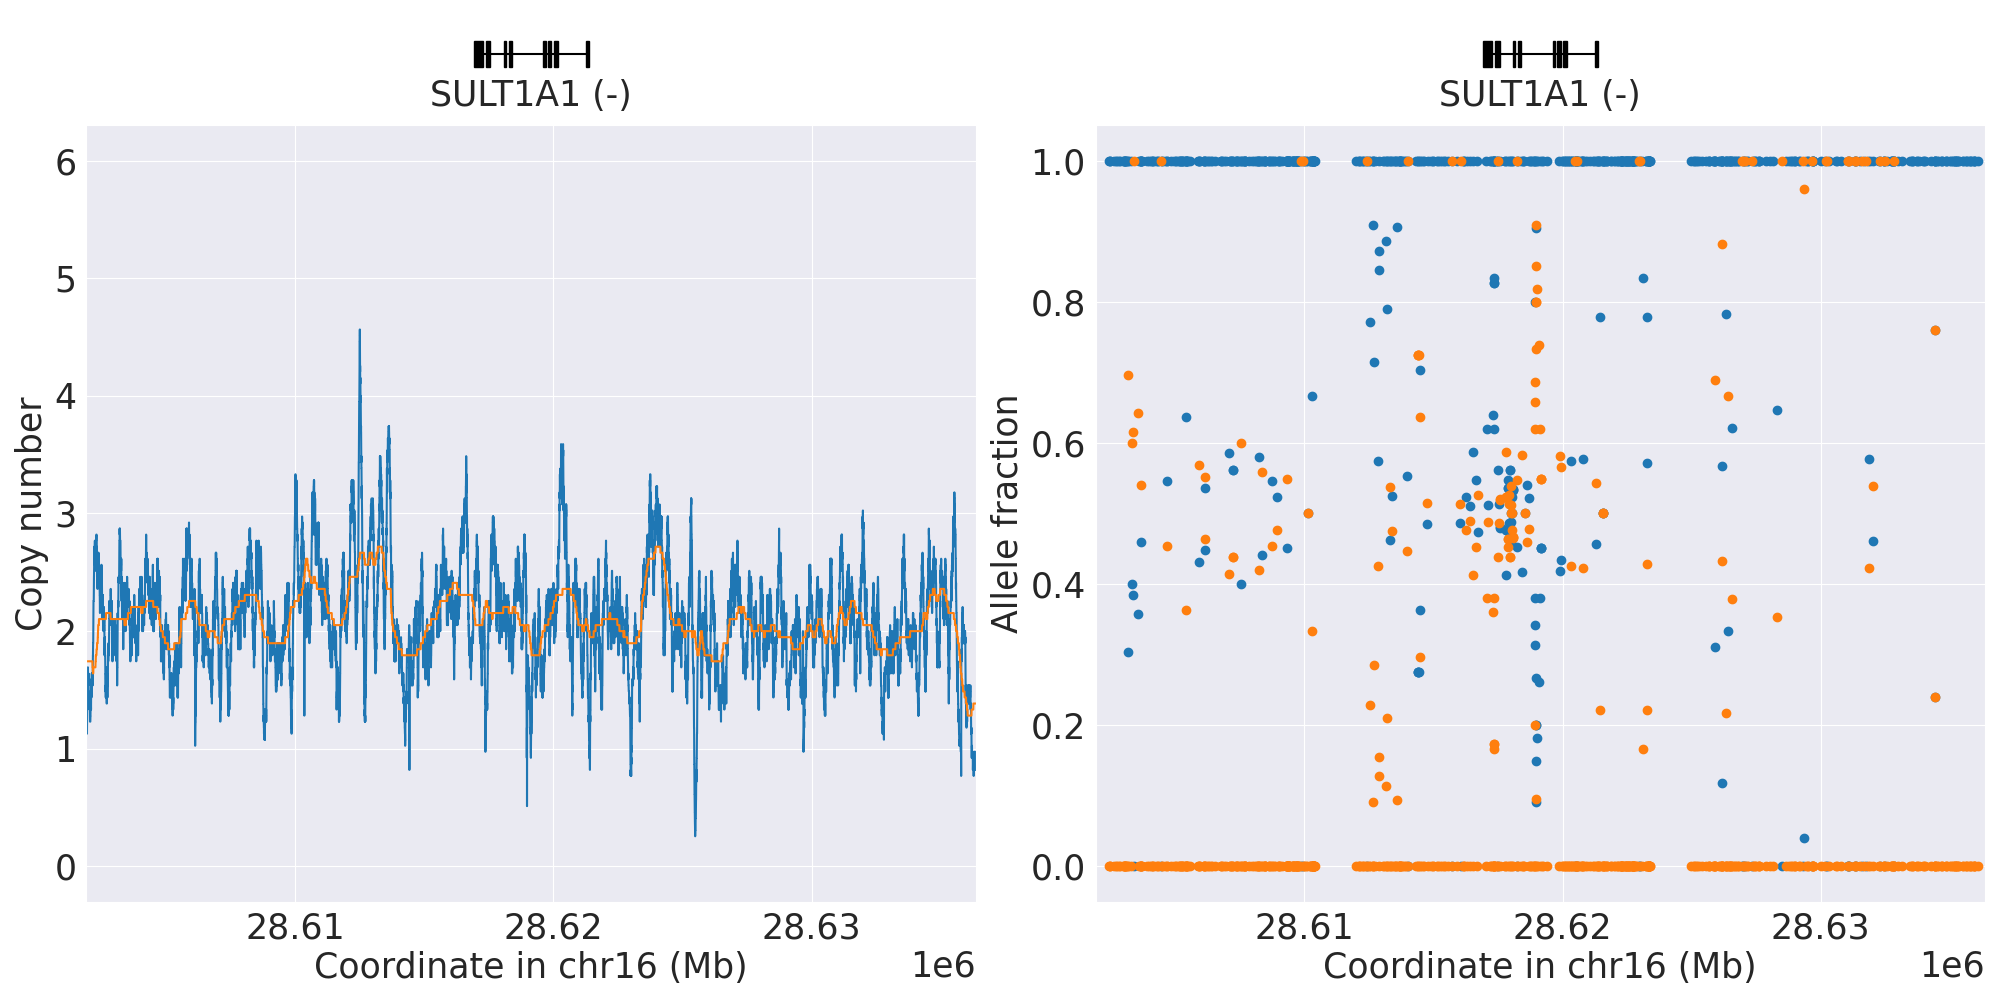 SULT1A1 (-)
SULT1A1 (-)
6
5
4
3
2
1
0
Copy number
28.61
28.62
28.63
Coordinate in chr16 (Mb)
1e6
1.0
0.8
0.6
0.4
0.2
0.0
Allele fraction
28.61
28.62
28.63
Coordinate in chr16 (Mb)
1e6